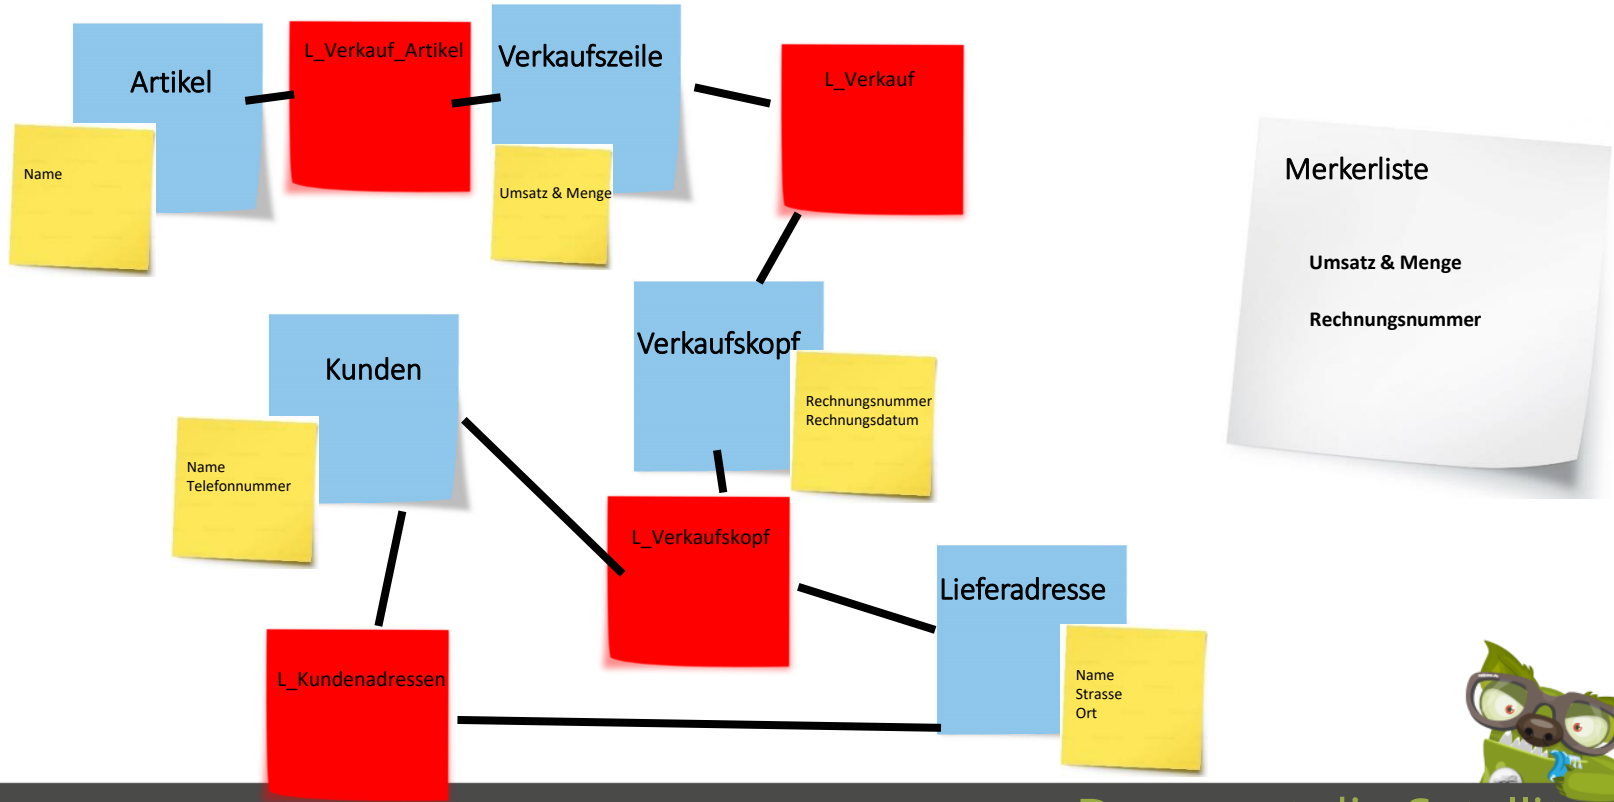 Artikel
Name
L_Verkauf_Artikel
Verkaufszeile
Umsatz & Menge
L_Verkauf
Merkerliste
Umsatz & Menge
Rechnungsnummer
Verkaufskopf
Rechnungsnummer
Rechnungsdatum
Kunden
Name
Telefonnummer
L_Verkaufskopf
Lieferadresse
Name
Strasse
Ort
L_Kundenadressen